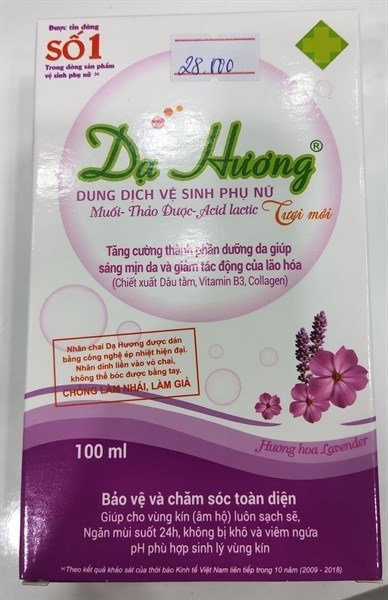 Được tin dùng
SỐ 1
Trong dòng sản phẩm
vệ sinh phụ nữ (*)
28.000
Dạ Hương®
DUNG DỊCH VỆ SINH PHỤ NỮ
Muối- Thảo Dược-Acid lactic Tươi mới
Tăng cường thành phần dưỡng da giúp
sáng mịn da và giảm tác động của lão hóa
(Chiết xuất Dâu tằm, Vitamin B3, Collagen)
Nhãn chai Dạ Hương được dán
bằng công nghệ ép nhiệt hiện đại.
Nhãn dính liền vào vỏ chai,
không thể bóc được bằng tay.
CHỐNG LÀM NHÁI, LÀM GIẢ
Hương hoa Lavender
100 ml
Bảo vệ và chăm sóc toàn diện
Giúp cho vùng kín (âm hộ) luôn sạch sẽ,
Ngăn mùi suốt 24h, không bị khô và viêm ngứa
pH phù hợp sinh lý vùng kín
(*)Theo kết quả khảo sát của thời báo Kinh tế Việt Nam liên tiếp trong 10 năm (2009 - 2018)